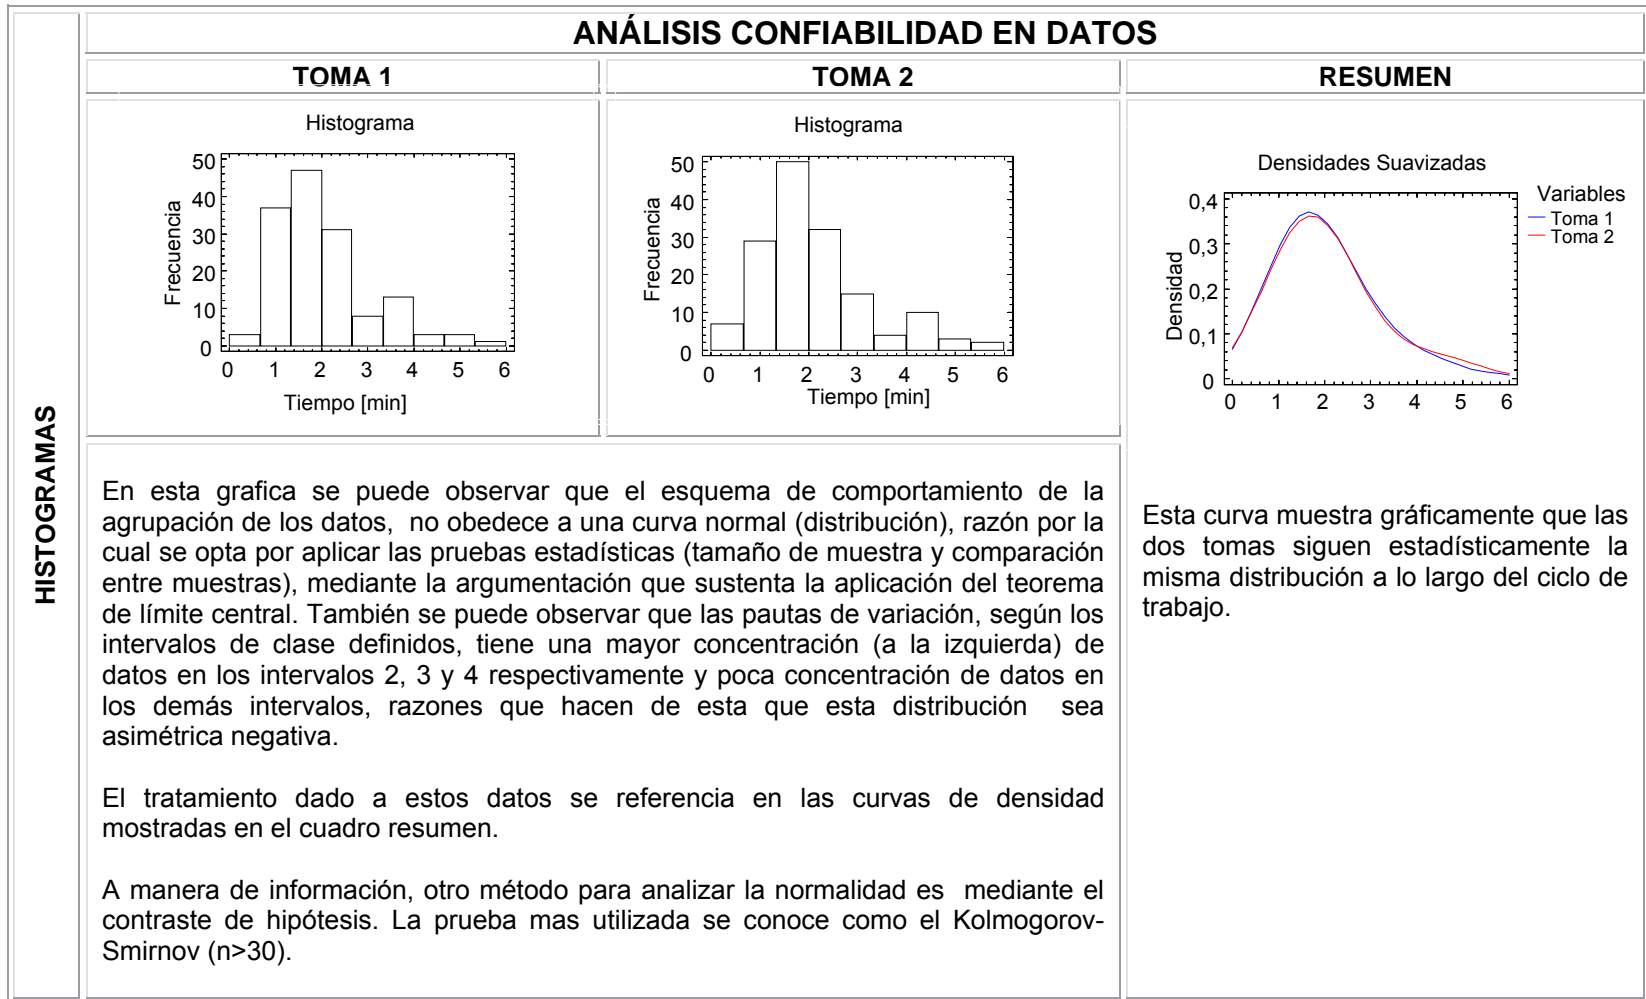 ANÁLISIS CONFIABILIDAD EN DATOS
TOMA 1
TOMA 2
RESUMEN
HISTOGRAMAS
Histograma
Frecuencia
50
40
30
20
10
0
0 1 2 3 4 5 6
Tiempo [min]
Histograma
Frecuencia
50
40
30
20
10
0
0 1 2 3 4 5 6
Tiempo [min]
Densidades Suavizadas
Variables
Toma 1
Toma 2
Densidad
0,4
0,3
0,2
0,1
0
0 1 2 3 4 5 6
En esta grafica se puede observar que el esquema de comportamiento de la
agrupación de los datos, no obedece a una curva normal (distribución), razón por la
cual se opta por aplicar las pruebas estadísticas (tamaño de muestra y comparación
entre muestras), mediante la argumentación que sustenta la aplicación del teorema
de límite central. También se puede observar que las pautas de variación, según los
intervalos de clase definidos, tiene una mayor concentración (a la izquierda) de
datos en los intervalos 2, 3 y 4 respectivamente y poca concentración de datos en
los demás intervalos, razones que hacen de esta que esta distribución sea
asimétrica negativa.
El tratamiento dado a estos datos se referencia en las curvas de densidad
mostradas en el cuadro resumen.
A manera de información, otro método para analizar la normalidad es mediante el
contraste de hipótesis. La prueba mas utilizada se conoce como el Kolmogorov-
Smirnov (n>30).
Esta curva muestra gráficamente que las
dos tomas siguen estadísticamente la
misma distribución a lo largo del ciclo de
trabajo.